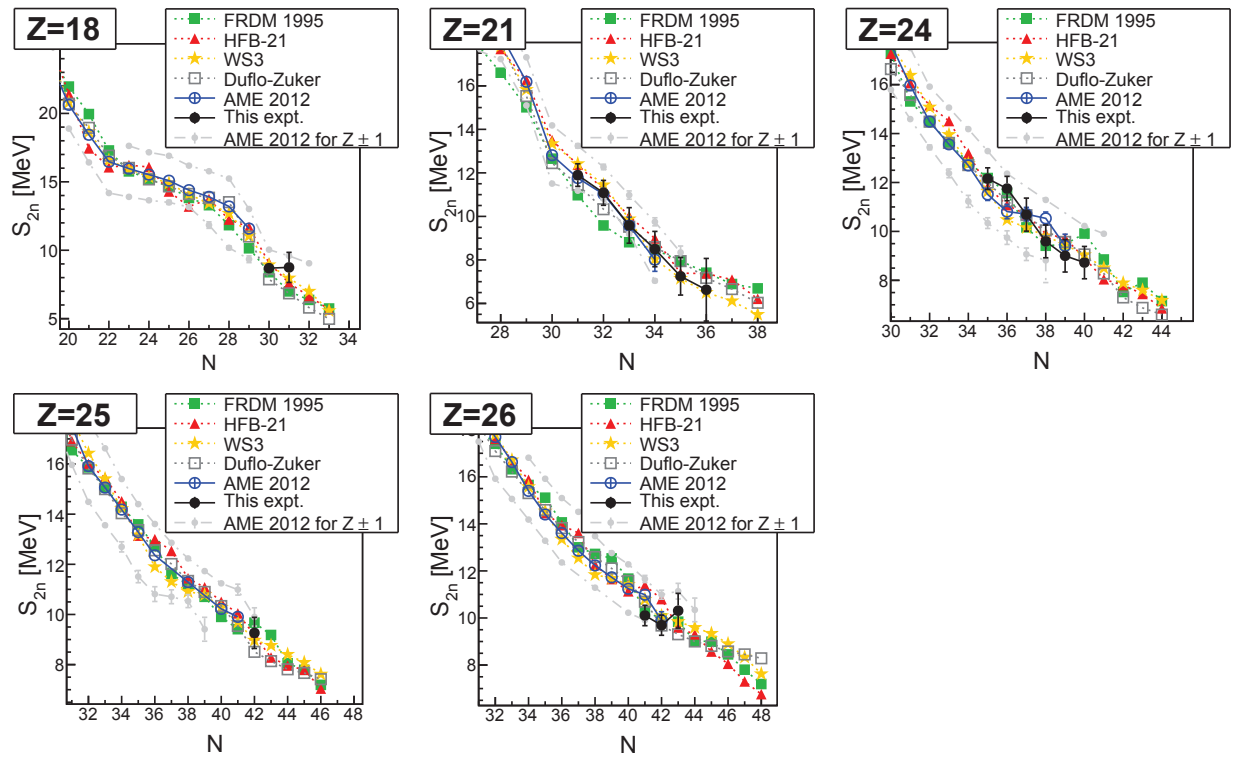 Z=18
FRDM 1995
HFB-21
WS3
Duflo-Zuker
AME 2012
This expt.
AME 2012 for Z ± 1
S2n [MeV]
20
15
10
5
20 22 24 26 28 30 32 34
N
Z=21
FRDM 1995
HFB-21
WS3
Duflo-Zuker
AME 2012
This expt.
AME 2012 for Z ± 1
S2n [MeV]
16
14
12
10
8
6
28 30 32 34 36 38
N
Z=24
FRDM 1995
HFB-21
WS3
Duflo-Zuker
AME 2012
This expt.
AME 2012 for Z ± 1
S2n [MeV]
16
14
12
10
8
30 32 34 36 38 40 42 44
N
Z=25
FRDM 1995
HFB-21
WS3
Duflo-Zuker
AME 2012
This expt.
AME 2012 for Z ± 1
S2n [MeV]
16
14
12
10
8
32 34 36 38 40 42 44 46 48
N
Z=26
FRDM 1995
HFB-21
WS3
Duflo-Zuker
AME 2012
This expt.
AME 2012 for Z ± 1
S2n [MeV]
16
14
12
10
8
32 34 36 38 40 42 44 46 48
N